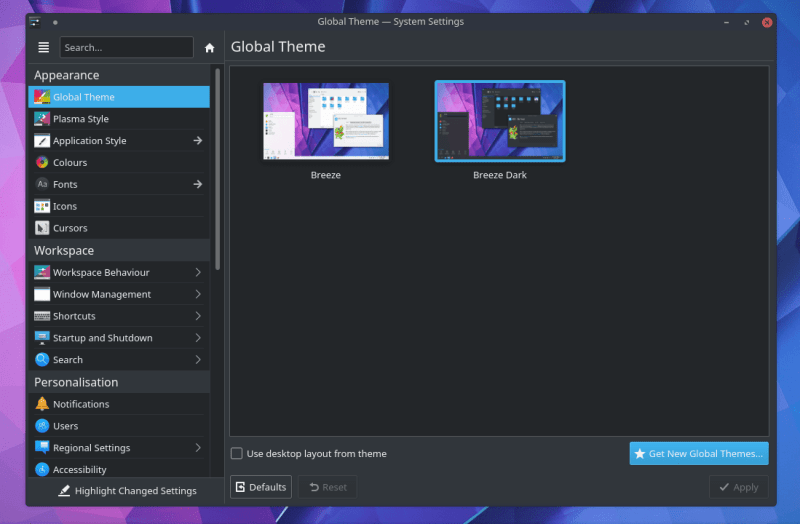 Global Theme — System Settings
Search...
Global Theme
Appearance
Global Theme
Plasma Style
Application Style
Colours
Aa Fonts
Icons
Cursors
Workspace
Workspace Behaviour
Window Management
Shortcuts
Startup and Shutdown
Search
Personalisation
Notifications
Users
Regional Settings
Accessibility
Highlight Changed Settings
Breeze
Breeze Dark
Use desktop layout from theme
Get New Global Themes...
Defaults
Reset
Apply